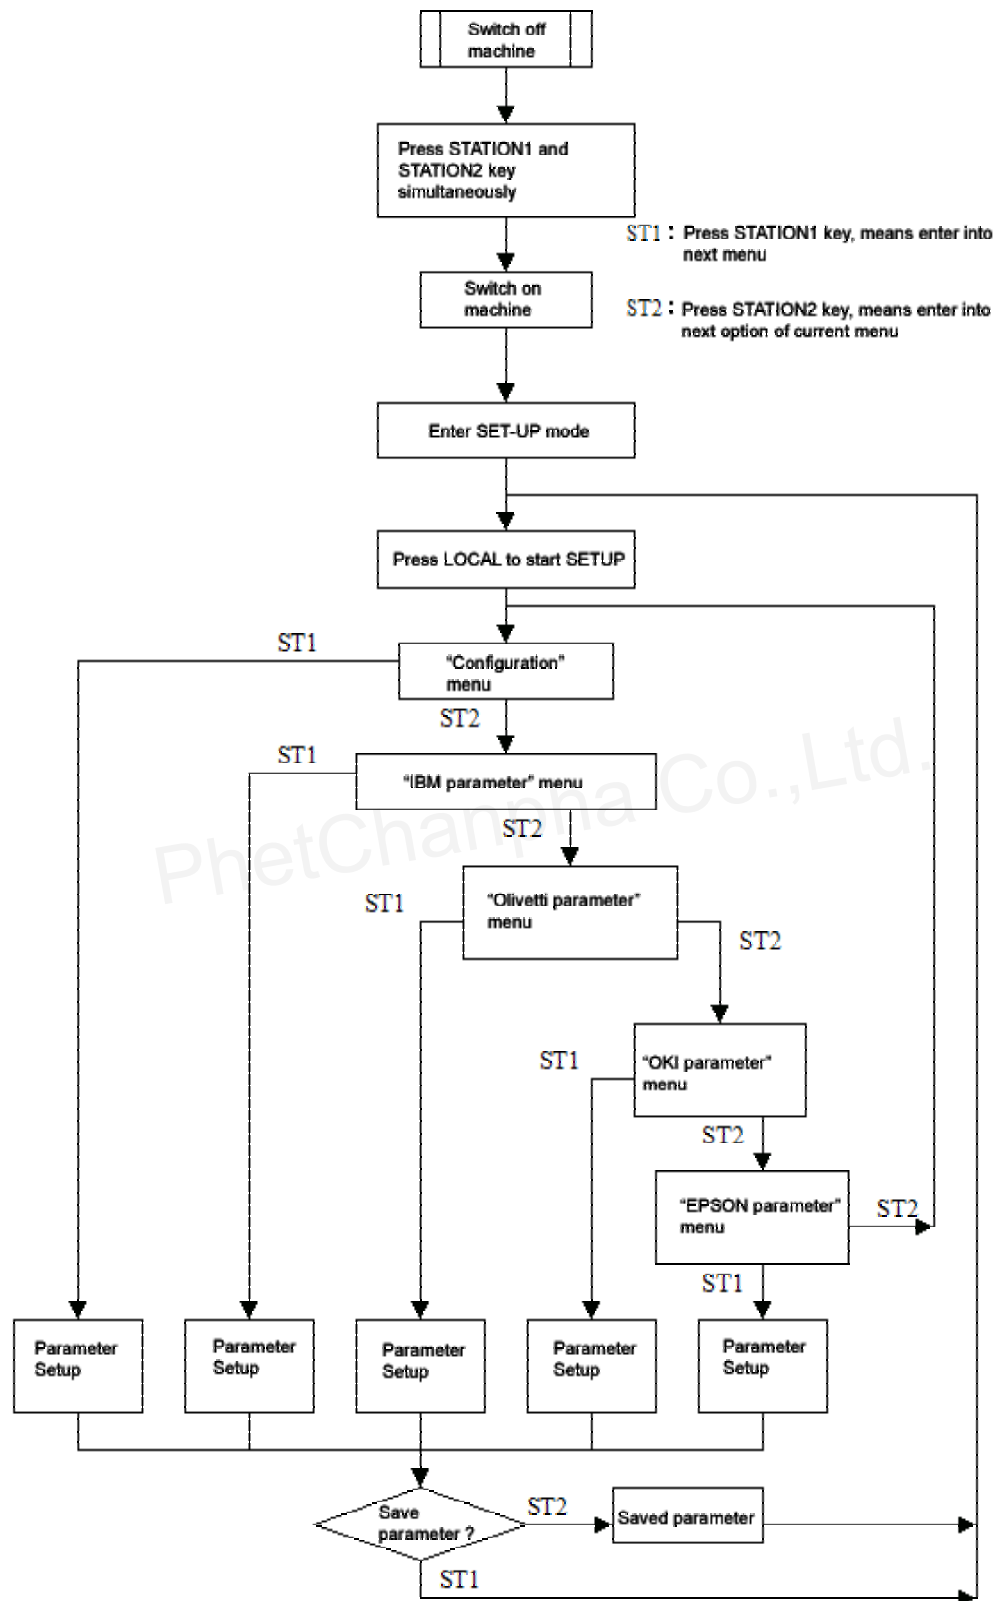 Switch off
machine
Press STATION1 and
STATION2 key
simultaneously
ST1 : Press STATION1 key, means enter into
next menu
Switch on
machine
ST2 : Press STATION2 key, means enter into
next option of current menu
Enter SET-UP mode
Press LOCAL to start SETUP
ST1
“Configuration”
menu
ST2
ST1
“IBM parameter” menu
ST2
PhetChanpha Co.,Ltd.
ST1
“Olivetti parameter”
menu
ST2
ST1
“OKI parameter”
menu
ST2
“EPSON parameter”
menu
ST2
ST1
Parameter
Setup
Parameter
Setup
Parameter
Setup
Parameter
Setup
Parameter
Setup
Save
parameter ?
ST2
Saved parameter
ST1